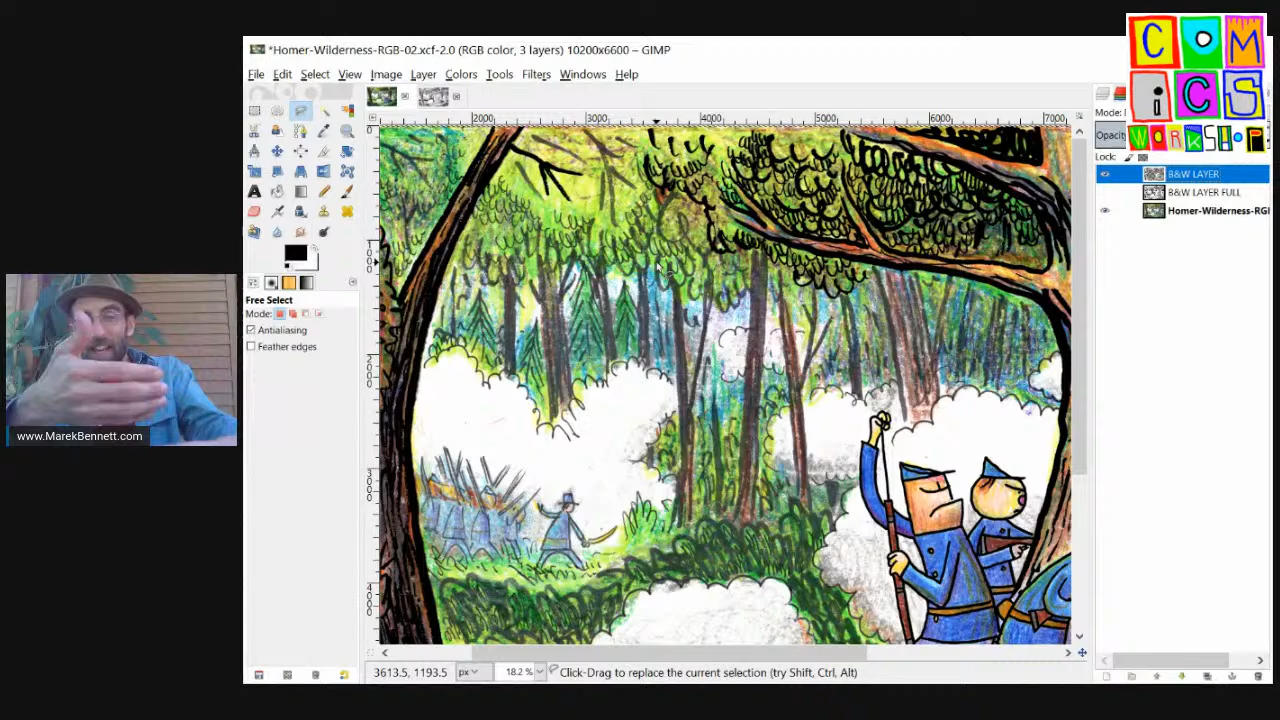 COMiCS
WORKSHOP
*Homer-Wilderness-RGB-02.xcf-2.0 (RGB color, 3 layers) 10200x6600 – GIMP
File Edit Select View Image Layer Colors Tools Filters Windows Help
Mode:
Opacity
Lock:
2000 3000 4000 5000 6000 7000
B&W LAYER
B&W LAYER FULL
Homer-Wilderness-RGI
Free Select
Mode:
Antialiasing
Feather edges
www.MarekBennett.com
3613.5, 1193.5 px 18.2 % Click-Drag to replace the current selection (try Shift, Ctrl, Alt)